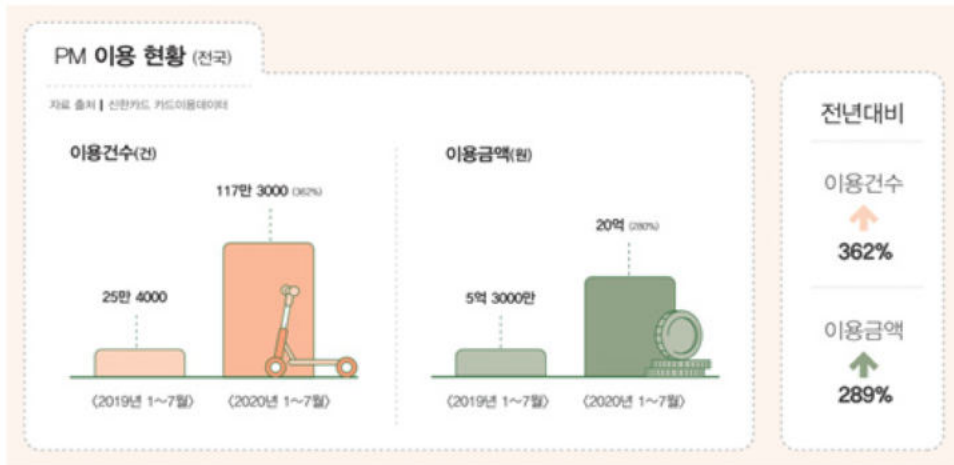 PM 이용 현황 (전국)
자료 출처 | 신한카드 카드이용데이터
이용건수(건)
117만 3000 (362%)
25만 4000
〈2019년 1~7월〉
〈2020년 1~7월〉
이용금액(원)
20억 (280%)
5억 3000만
〈2019년 1~7월〉
〈2020년 1~7월〉
전년대비
이용건수
362%
이용금액
289%